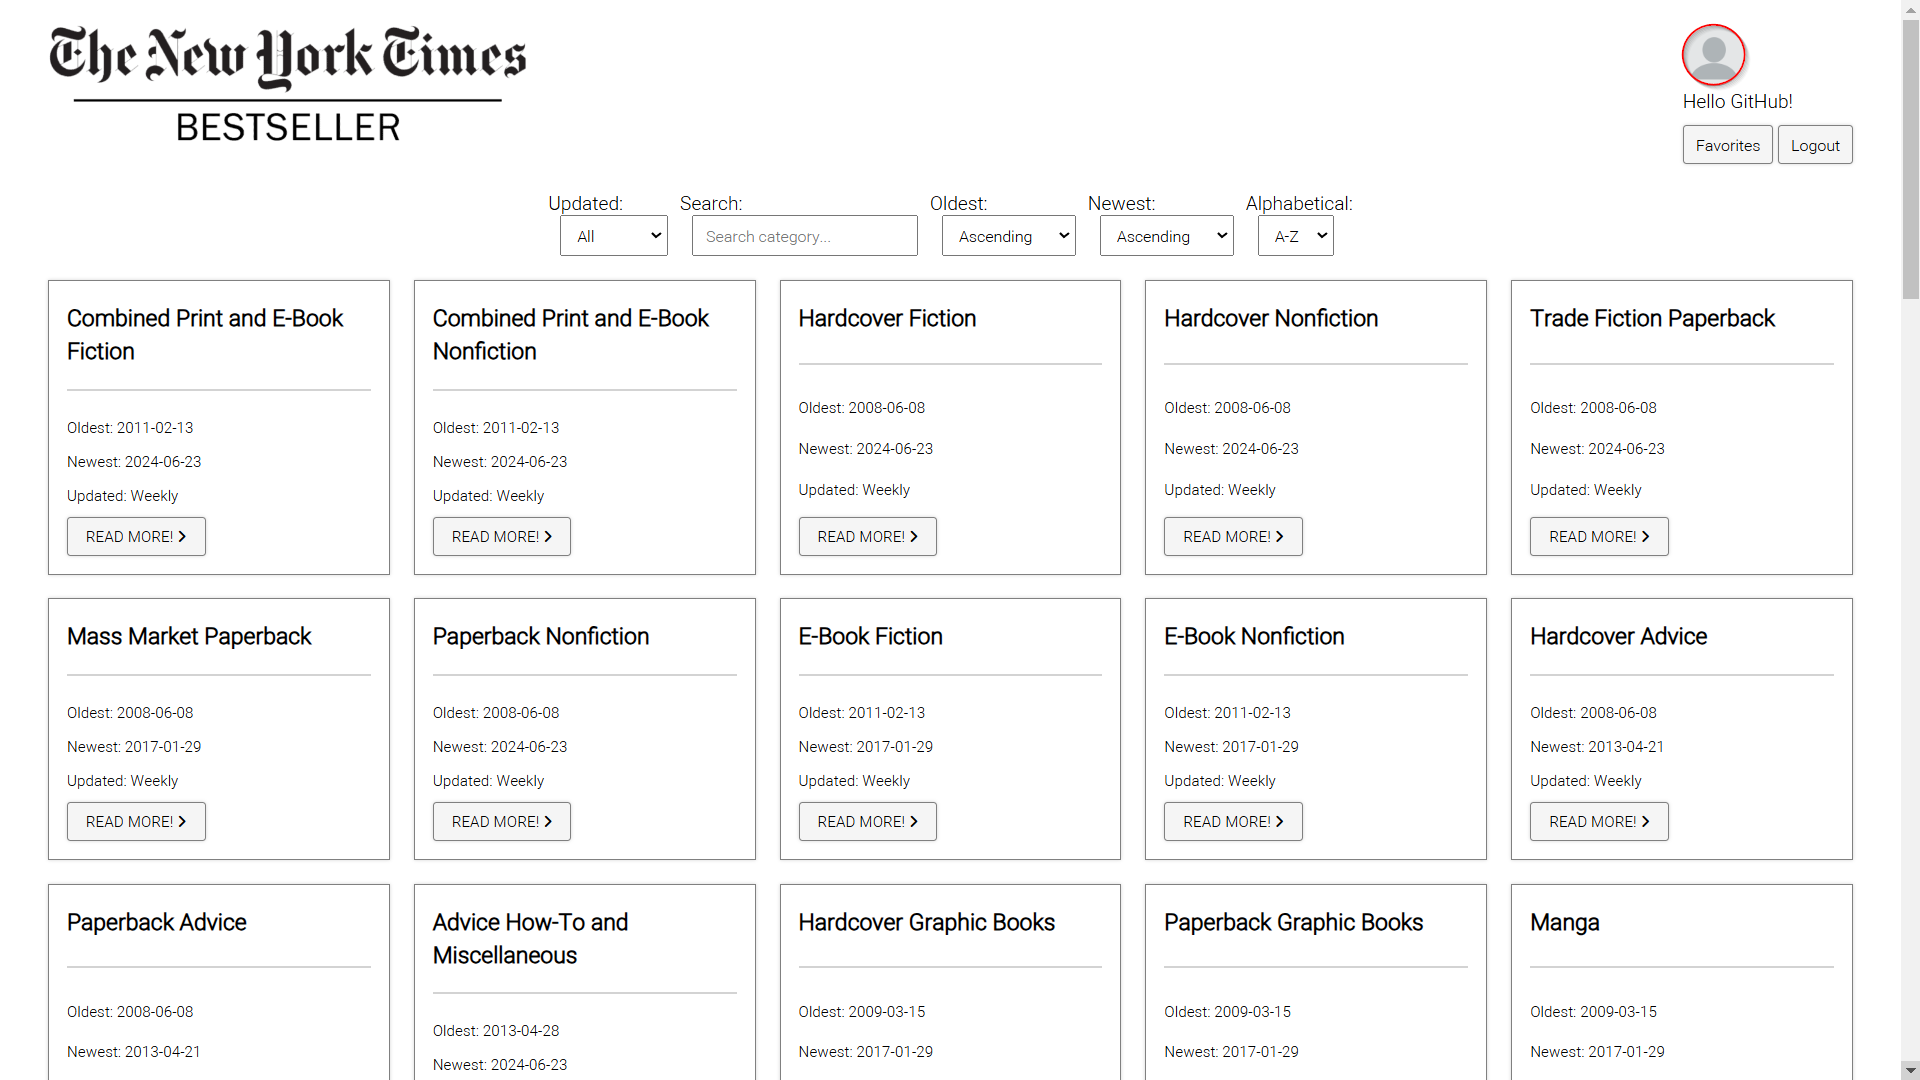 The New York Times
BESTSELLER
Hello GitHub!
Favorites
Logout
Updated:
All
Search:
Search category...
Oldest:
Ascending
Newest:
Ascending
Alphabetical:
A-Z
Combined Print and E-Book
Fiction
Oldest: 2011-02-13
Newest: 2024-06-23
Updated: Weekly
READ MORE!
Combined Print and E-Book
Nonfiction
Oldest: 2011-02-13
Newest: 2024-06-23
Updated: Weekly
READ MORE!
Hardcover Fiction
Oldest: 2008-06-08
Newest: 2024-06-23
Updated: Weekly
READ MORE!
Hardcover Nonfiction
Oldest: 2008-06-08
Newest: 2024-06-23
Updated: Weekly
READ MORE!
Trade Fiction Paperback
Oldest: 2008-06-08
Newest: 2024-06-23
Updated: Weekly
READ MORE!
Mass Market Paperback
Oldest: 2008-06-08
Newest: 2017-01-29
Updated: Weekly
READ MORE!
Paperback Nonfiction
Oldest: 2008-06-08
Newest: 2024-06-23
Updated: Weekly
READ MORE!
E-Book Fiction
Oldest: 2011-02-13
Newest: 2017-01-29
Updated: Weekly
READ MORE!
E-Book Nonfiction
Oldest: 2011-02-13
Newest: 2017-01-29
Updated: Weekly
READ MORE!
Hardcover Advice
Oldest: 2008-06-08
Newest: 2013-04-21
Updated: Weekly
READ MORE!
Paperback Advice
Oldest: 2008-06-08
Newest: 2013-04-21
Advice How-To and
Miscellaneous
Oldest: 2013-04-28
Newest: 2024-06-23
Hardcover Graphic Books
Oldest: 2009-03-15
Newest: 2017-01-29
Paperback Graphic Books
Oldest: 2009-03-15
Newest: 2017-01-29
Manga
Oldest: 2009-03-15
Newest: 2017-01-29